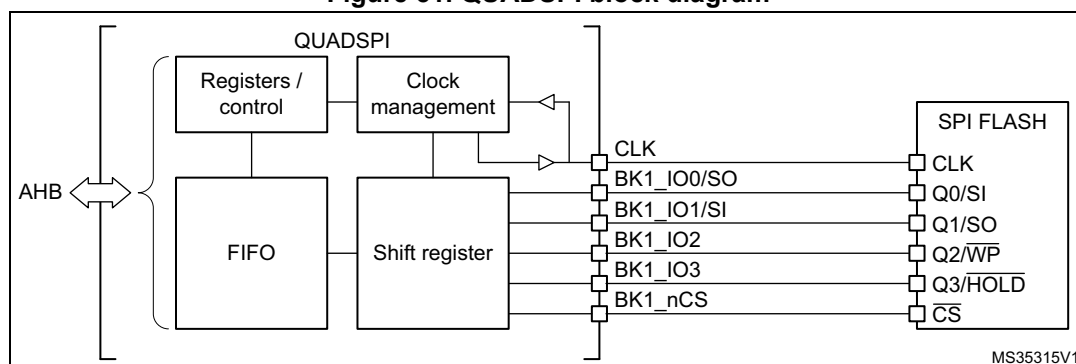 Figure QUADSPI block diagram
QUADSPI
Registers /
control
Clock
management
FIFO
Shift register
AHB
CLK
BK1_IO0/SO
BK1_IO1/SI
BK1_IO2
BK1_IO3
BK1_nCS
SPI FLASH
CLK
Q0/SI
Q1/SO
Q2/WP
Q3/HOLD
CS
MS35315V1